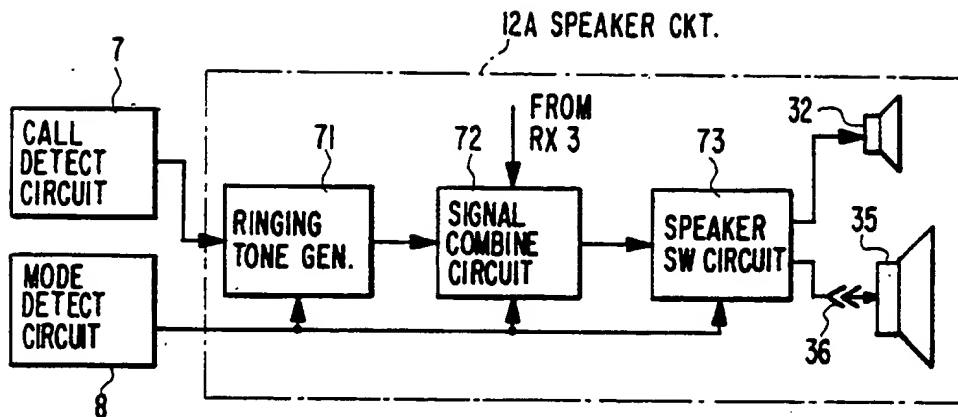 12A SPEAKER CKT.
7
CALL
DETECT
CIRCUIT
71
RINGING
TONE GEN.
72
FROM
RX 3
SIGNAL
COMBINE
CIRCUIT
73
SPEAKER
SW CIRCUIT
32
35
36
MODE
DETECT
CIRCUIT
8